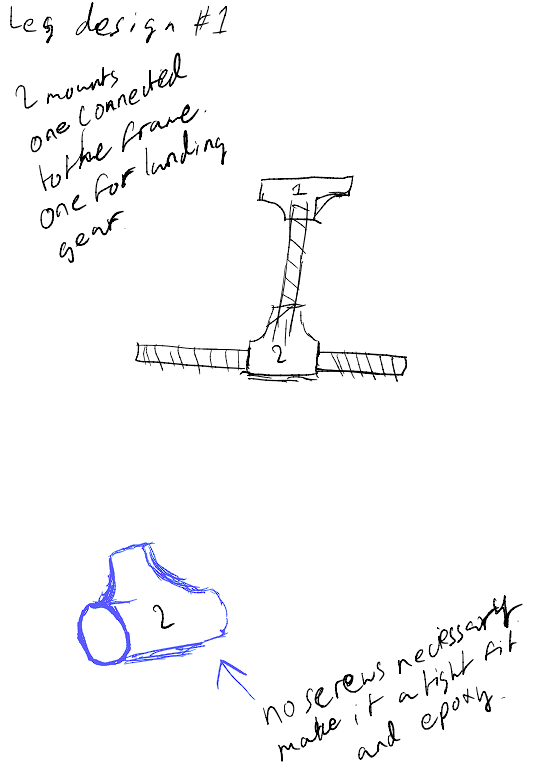 Leg design #1
2 mounts
one connected
to the frame.
one for landing
gear.
1
2
2
no screws necessary.
make it a tight fit
and epoxy.